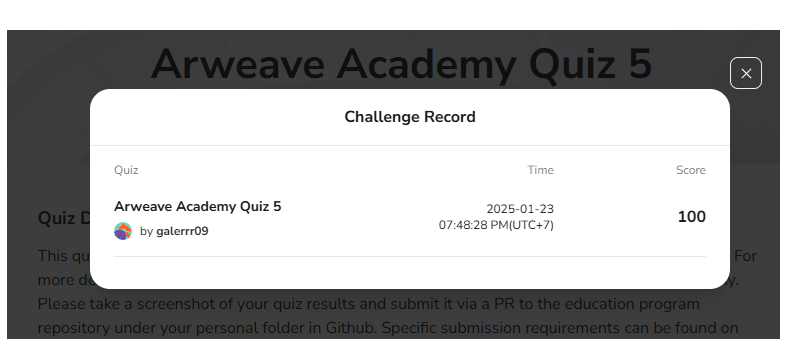 Arweave Academy Quiz 5
Challenge Record
Quiz Time Score
Arweave Academy Quiz 5
by galerrr09
2025-01-23
07:48:28 PM(UTC+7)
100
Quiz D
This qu For
more de y.
Please take a screenshot of your quiz results and submit it via a PR to the education program
repository under your personal folder in Github. Specific submission requirements can be found on